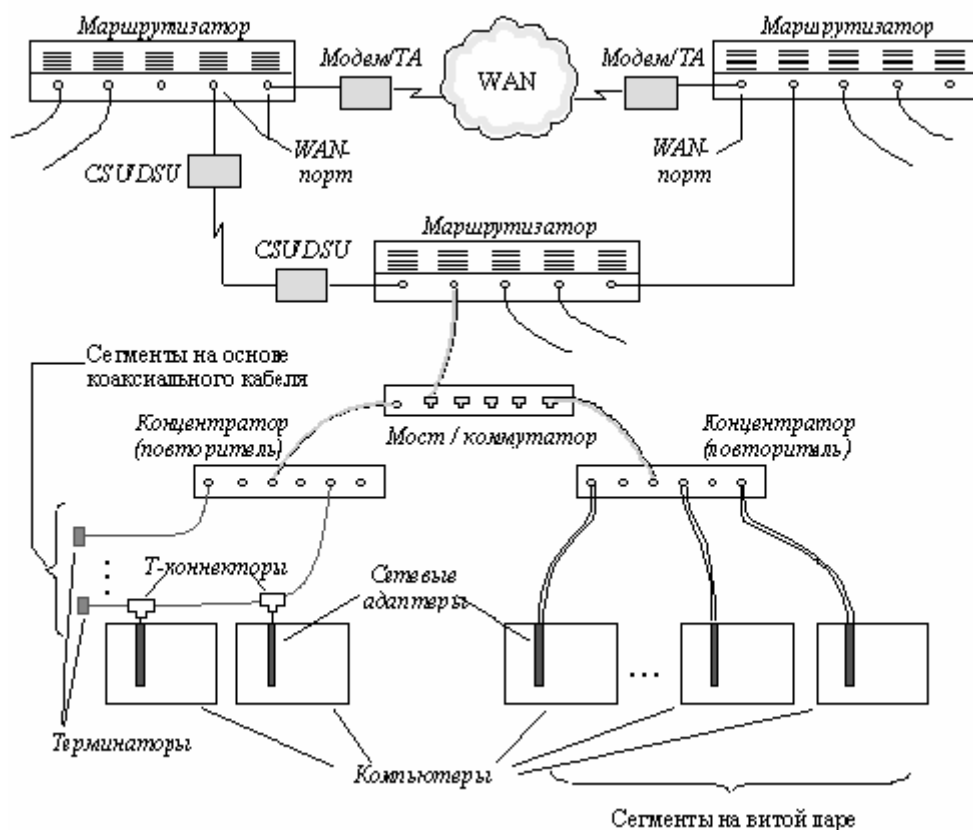 Маршрутизатор
Маршрутизатор
Модем/ТА
WAN
Модем/ТА
WAN-
порт
WAN-
порт
CSU/DSU
Маршрутизатор
CSU/DSU
Сегменты на основе
коаксиального кабеля
Концентратор
(повторитель)
Мост / коммутатор
Концентратор
(повторитель)
Т-коннекторы
Сетевые
адаптеры
Терминаторы
Компьютеры
Сегменты на витой паре